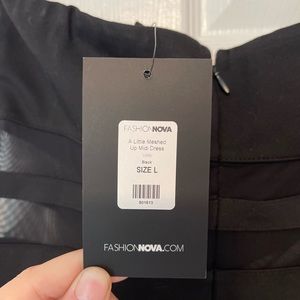 FASHIONNOVA
A Little Meshed
Up Midi Dress
Black
SIZE L
FASHIONNOVA.COM